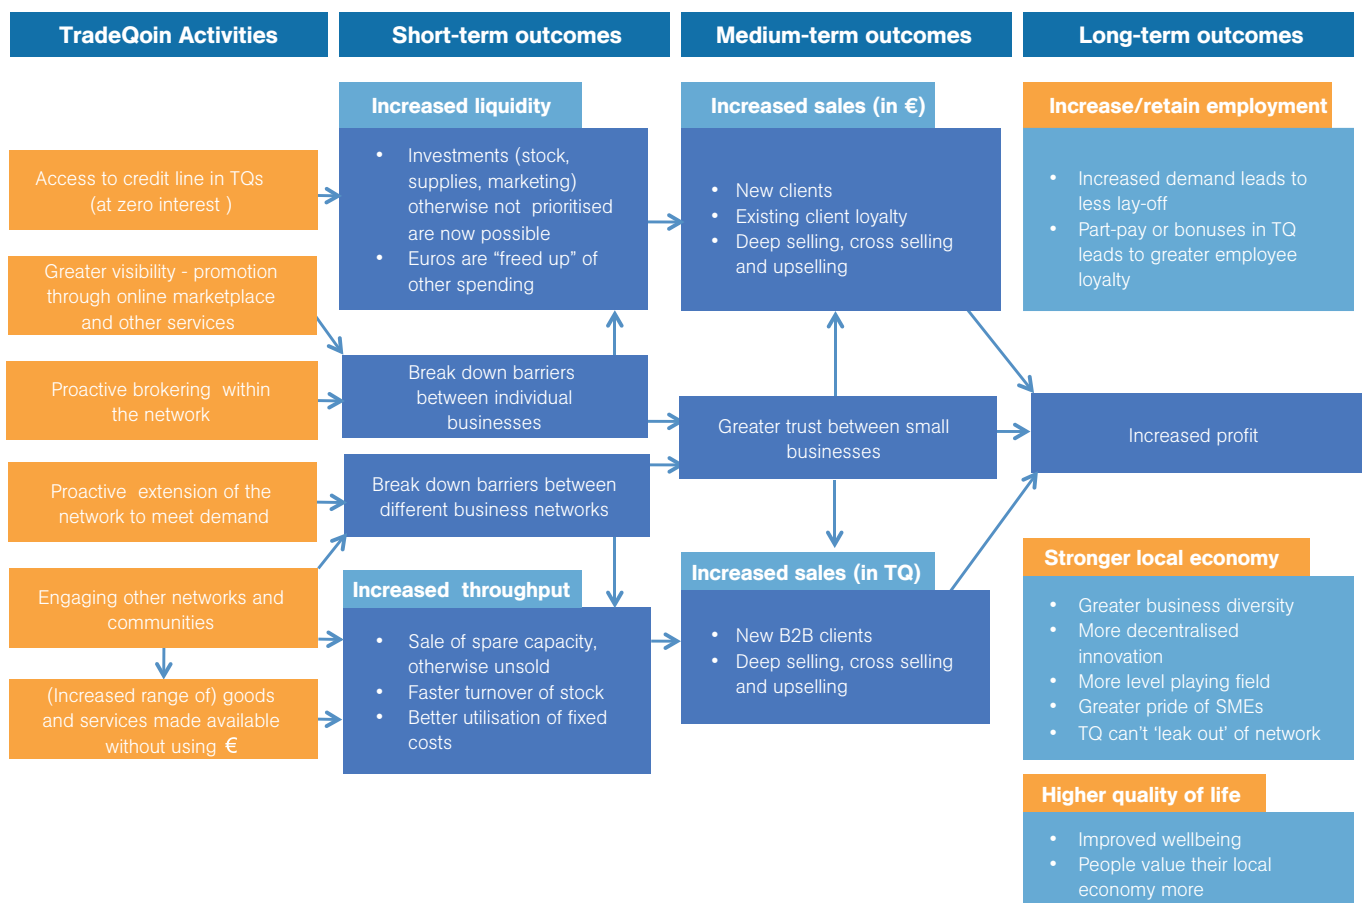 TradeQoin Activities
Short-term outcomes
Medium-term outcomes
Long-term outcomes
Access to credit line in TQs
(at zero interest )
Greater visibility - promotion
through online marketplace
and other services
Proactive brokering within
the network
Proactive extension of the
network to meet demand
Engaging other networks and
communities
(Increased range of) goods
and services made available
without using €
Increased liquidity
• Investments (stock,
supplies, marketing)
otherwise not prioritised
are now possible
• Euros are “freed up” of
other spending
Break down barriers
between individual
businesses
Break down barriers between
different business networks
Increased throughput
• Sale of spare capacity,
otherwise unsold
• Faster turnover of stock
• Better utilisation of fixed
costs
Increased sales (in €)
• New clients
• Existing client loyalty
• Deep selling, cross selling
and upselling
Greater trust between small
businesses
Increased sales (in TQ)
• New B2B clients
• Deep selling, cross selling
and upselling
Increase/retain employment
• Increased demand leads to
less lay-off
• Part-pay or bonuses in TQ
leads to greater employee
loyalty
Increased profit
Stronger local economy
• Greater business diversity
• More decentralised
innovation
• More level playing field
• Greater pride of SMEs
• TQ can’t ‘leak out’ of network
Higher quality of life
• Improved wellbeing
• People value their local
economy more